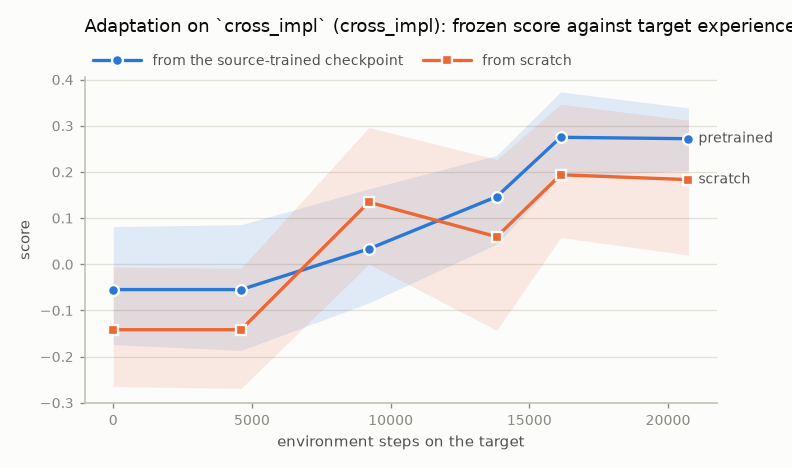 Adaptation on `cross_impl` (cross_impl): frozen score against target experience
from the source-trained checkpoint
from scratch
0.4
0.3
0.2
0.1
0.0
−0.1
−0.2
−0.3
score
pretrained
scratch
0
5000
10000
15000
20000
environment steps on the target